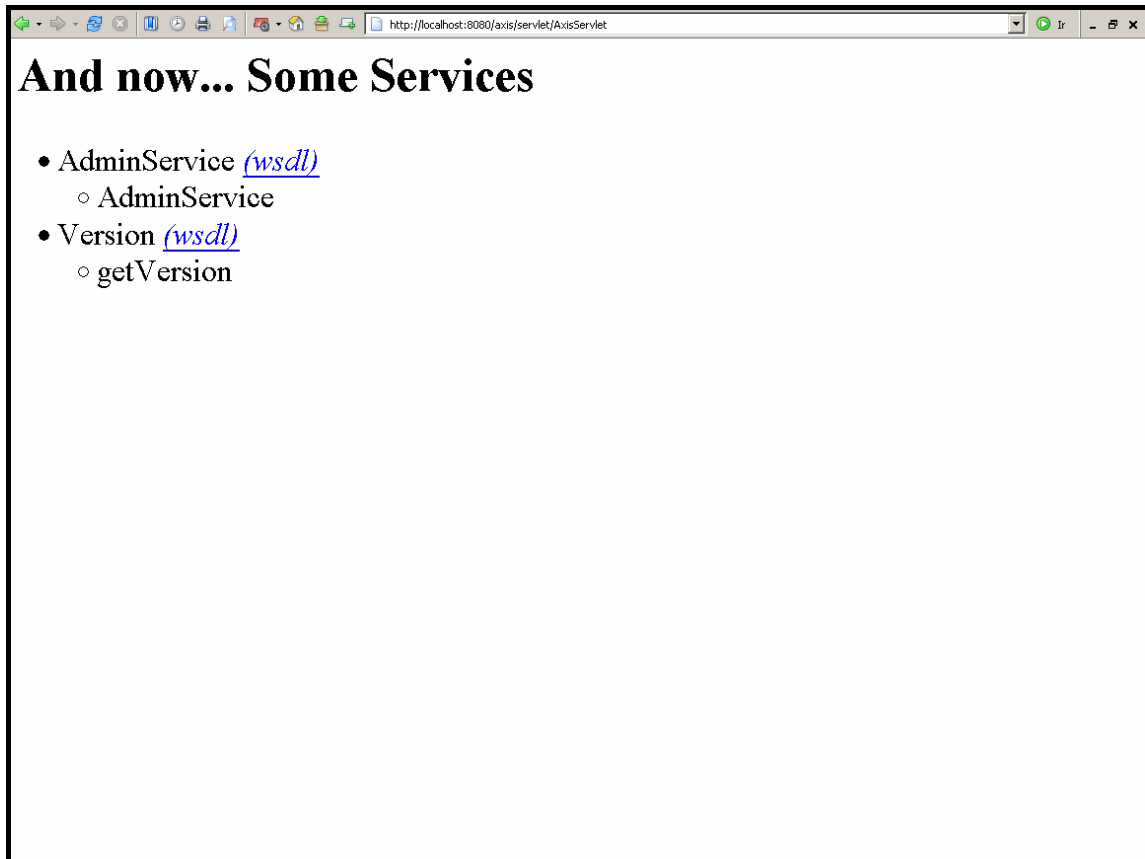 http://localhost:8080/axis/servlet/AxisServlet
Ir
And now... Some Services
AdminService (wsdl)
AdminService
Version (wsdl)
getVersion